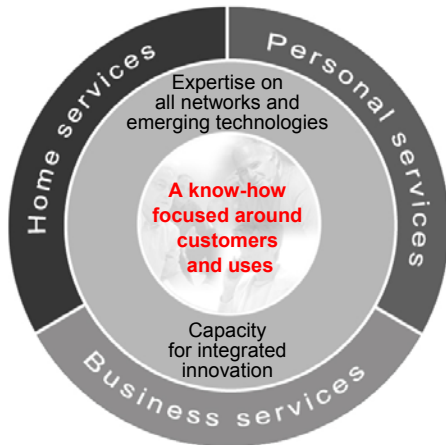 Home services
Personal services
Expertise on
all networks and
emerging technologies
A know-how
focused around
customers
and uses
Capacity
for integrated
innovation
Business services